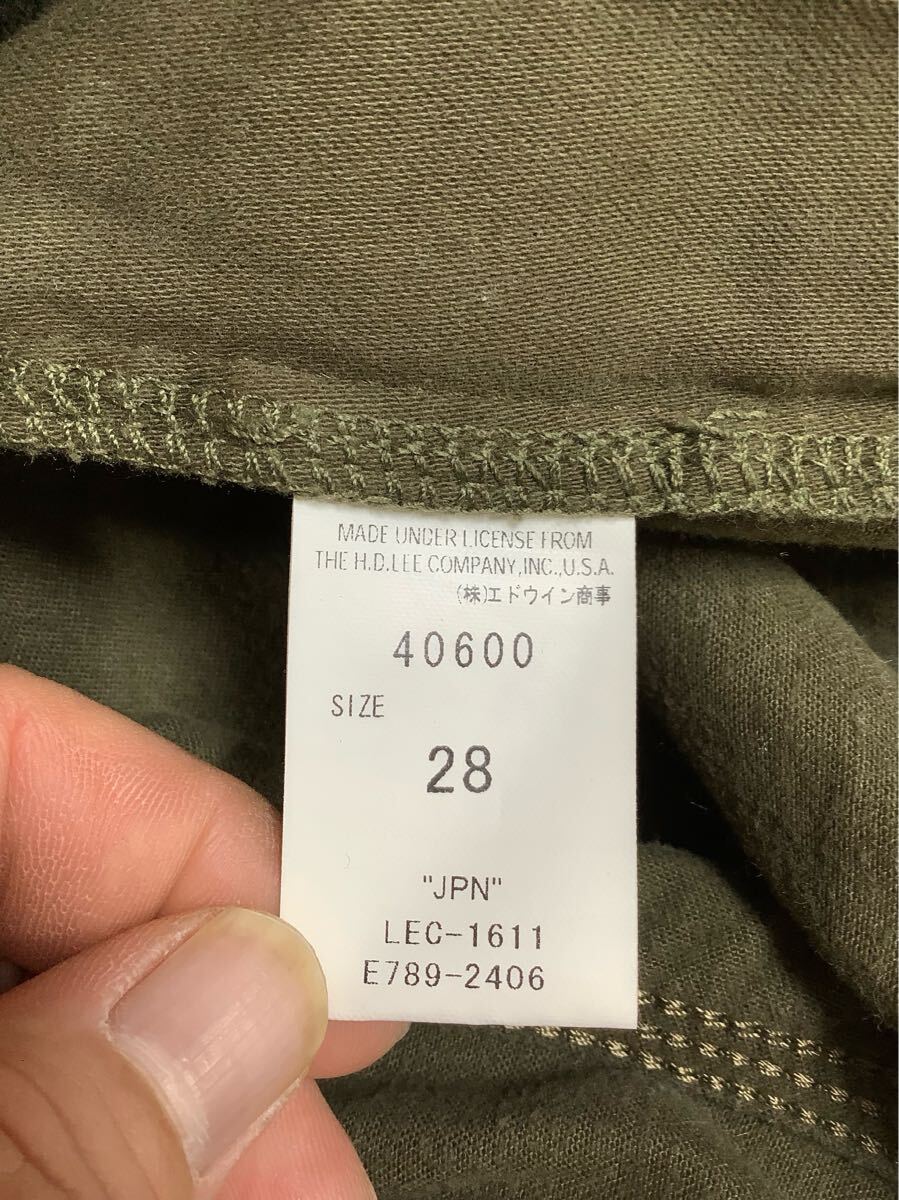 MADE UNDER LICENSE FROM
THE H.D.LEE COMPANY,INC.,U.S.A.
(株)エドウイン商事
40600
SIZE
28
"JPN"
LEC-1611
E789-2406